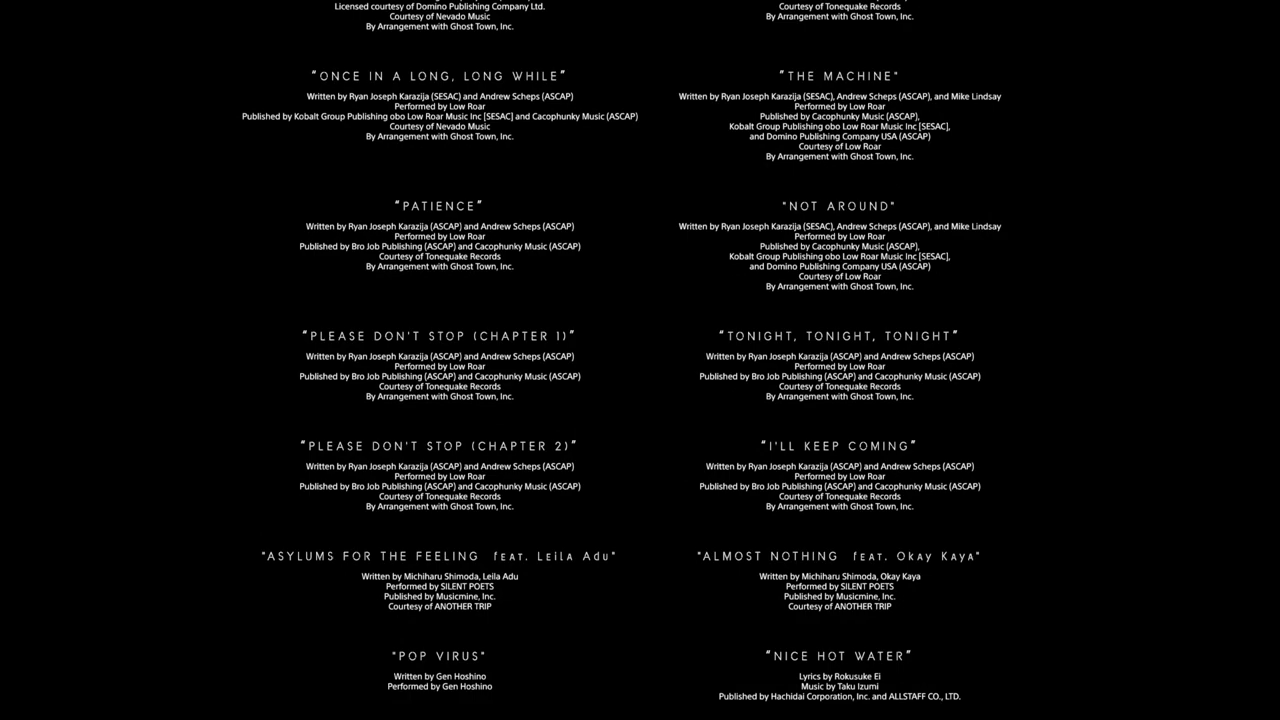 Licensed courtesy of Domino Publishing Company Ltd.
Courtesy of Nevado Music
By Arrangement with Ghost Town, Inc.
Courtesy of Tonequake Records
By Arrangement with Ghost Town, Inc.
"ONCE IN A LONG, LONG WHILE"
Written by Ryan Joseph Karazija (SESAC) and Andrew Scheps (ASCAP)
Performed by Low Roar
Published by Kobalt Group Publishing obo Low Roar Music Inc [SESAC] and Cacophunky Music (ASCAP)
Courtesy of Nevado Music
By Arrangement with Ghost Town, Inc.
"THE MACHINE"
Written by Ryan Joseph Karazija (SESAC), Andrew Scheps (ASCAP), and Mike Lindsay
Performed by Low Roar
Published by Cacophunky Music (ASCAP),
Kobalt Group Publishing obo Low Roar Music Inc [SESAC],
and Domino Publishing Company USA (ASCAP)
Courtesy of Low Roar
By Arrangement with Ghost Town, Inc.
"PATIENCE"
Written by Ryan Joseph Karazija (ASCAP) and Andrew Scheps (ASCAP)
Performed by Low Roar
Published by Bro Job Publishing (ASCAP) and Cacophunky Music (ASCAP)
Courtesy of Tonequake Records
By Arrangement with Ghost Town, Inc.
"NOT AROUND"
Written by Ryan Joseph Karazija (SESAC), Andrew Scheps (ASCAP), and Mike Lindsay
Performed by Low Roar
Published by Cacophunky Music (ASCAP),
Kobalt Group Publishing obo Low Roar Music Inc [SESAC],
and Domino Publishing Company USA (ASCAP)
Courtesy of Low Roar
By Arrangement with Ghost Town, Inc.
"PLEASE DON'T STOP (CHAPTER 1)"
Written by Ryan Joseph Karazija (ASCAP) and Andrew Scheps (ASCAP)
Performed by Low Roar
Published by Bro Job Publishing (ASCAP) and Cacophunky Music (ASCAP)
Courtesy of Tonequake Records
By Arrangement with Ghost Town, Inc.
"TONIGHT, TONIGHT, TONIGHT"
Written by Ryan Joseph Karazija (ASCAP) and Andrew Scheps (ASCAP)
Performed by Low Roar
Published by Bro Job Publishing (ASCAP) and Cacophunky Music (ASCAP)
Courtesy of Tonequake Records
By Arrangement with Ghost Town, Inc.
"PLEASE DON'T STOP (CHAPTER 2)"
Written by Ryan Joseph Karazija (ASCAP) and Andrew Scheps (ASCAP)
Performed by Low Roar
Published by Bro Job Publishing (ASCAP) and Cacophunky Music (ASCAP)
Courtesy of Tonequake Records
By Arrangement with Ghost Town, Inc.
"I'LL KEEP COMING"
Written by Ryan Joseph Karazija (ASCAP) and Andrew Scheps (ASCAP)
Performed by Low Roar
Published by Bro Job Publishing (ASCAP) and Cacophunky Music (ASCAP)
Courtesy of Tonequake Records
By Arrangement with Ghost Town, Inc.
"ASYLUMS FOR THE FEELING feat. Leila Adu"
Written by Michiharu Shimoda, Leila Adu
Performed by SILENT POETS
Published by Musicmine, Inc.
Courtesy of ANOTHER TRIP
"ALMOST NOTHING feat. Okay Kaya"
Written by Michiharu Shimoda, Okay Kaya
Performed by SILENT POETS
Published by Musicmine, Inc.
Courtesy of ANOTHER TRIP
"POP VIRUS"
Written by Gen Hoshino
Performed by Gen Hoshino
"NICE HOT WATER"
Lyrics by Rokusuke Ei
Music by Taku Izumi
Published by Hachidai Corporation, Inc. and ALLSTAFF CO., LTD.